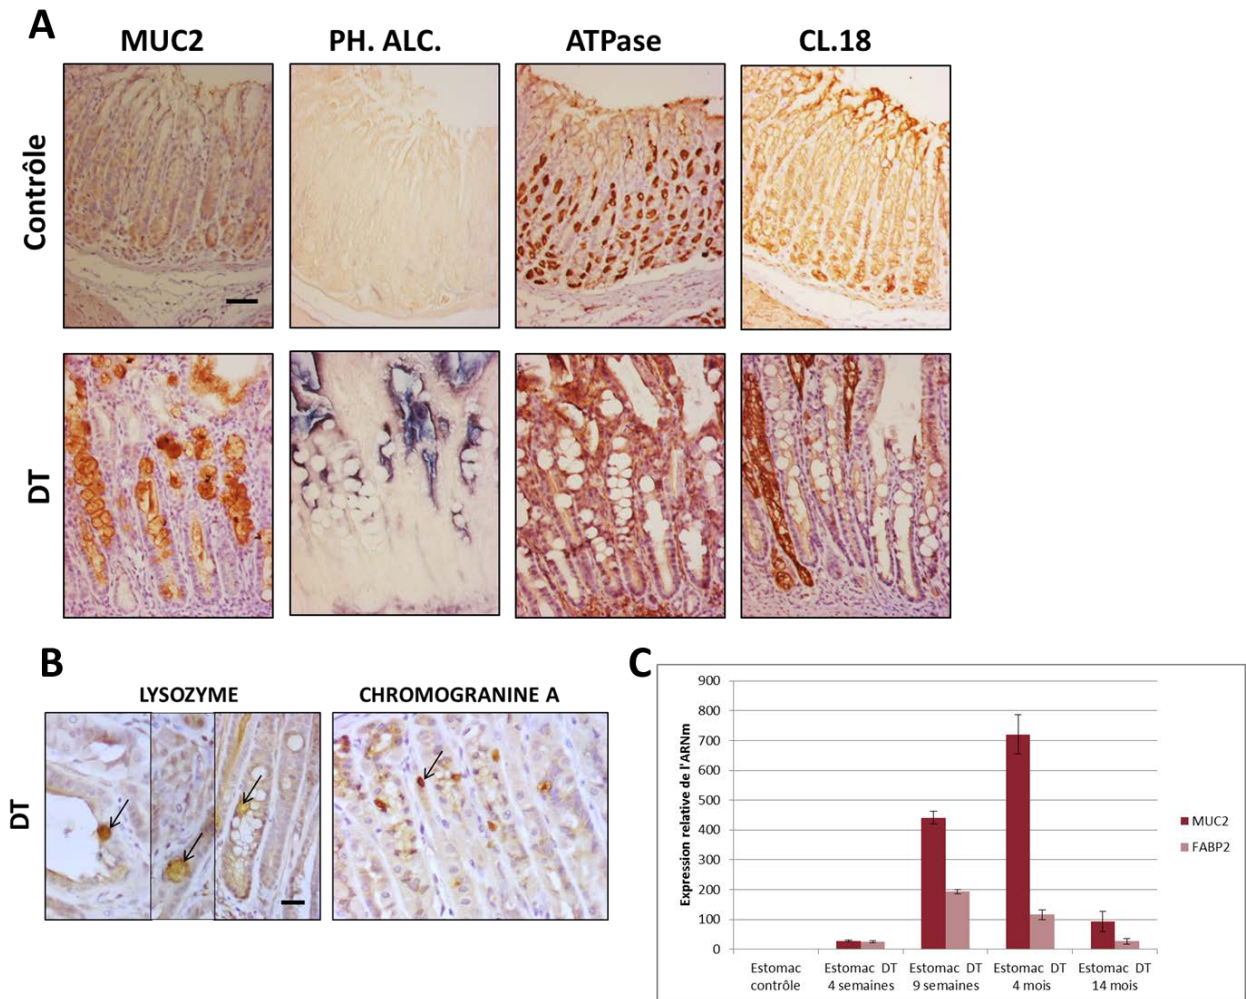 A
MUC2
PH. ALC.
ATPase
CL.18
Contrôle
DT
B
LYSOZYME
CHROMOGRANINE A
DT
C
Expression relative de l'ARNm
900
800
700
600
500
400
300
200
100
0
Estomac contrôle
Estomac DT 4 semaines
Estomac DT 9 semaines
Estomac DT 4 mois
Estomac DT 14 mois
MUC2
FABP2